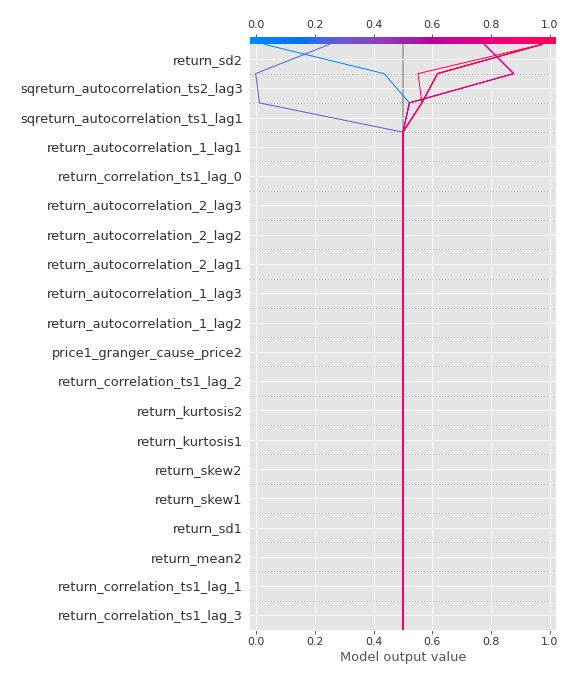 0.0 0.2 0.4 0.6 0.8 1.0
return_sd2
sqreturn_autocorrelation_ts2_lag3
sqreturn_autocorrelation_ts1_lag1
return_autocorrelation_1_lag1
return_correlation_ts1_lag_0
return_autocorrelation_2_lag3
return_autocorrelation_2_lag2
return_autocorrelation_2_lag1
return_autocorrelation_1_lag3
return_autocorrelation_1_lag2
price1_granger_cause_price2
return_correlation_ts1_lag_2
return_kurtosis2
return_kurtosis1
return_skew2
return_skew1
return_sd1
return_mean2
return_correlation_ts1_lag_1
return_correlation_ts1_lag_3
0.0 0.2 0.4 0.6 0.8 1.0
Model output value